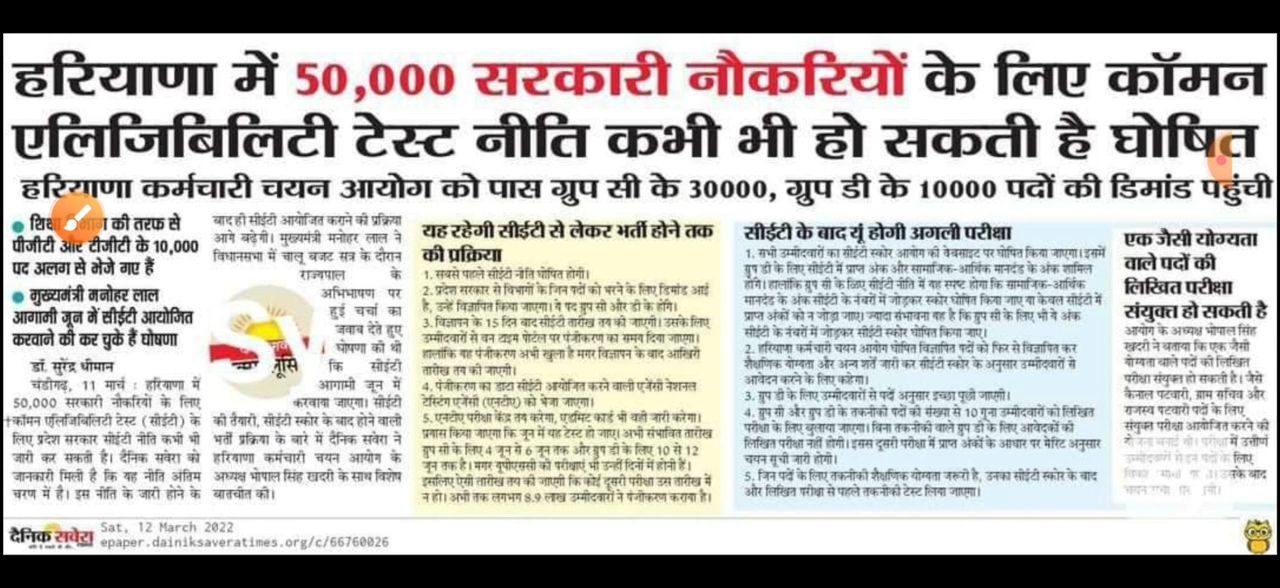 हरियाणा में 50,000 सरकारी नौकरियों के लिए कॉमन
एलिजिबिलिटी टेस्ट नीति कभी भी हो सकती है घोषित
हरियाणा कर्मचारी चयन आयोग को पास ग्रुप सी के 30000, ग्रुप डी के 10000 पदों की डिमांड पहुंची
की तरफ से
पीजीटी और टीजीटी के 10,000
पद अलग से भेजे गए हैं
मुख्यमंत्री मनोहर लाल
आगामी जून में सीईटी आयोजित
करवाने की कर चुके हैं घोषणा
डॉ. सुरेंद्र धीमान
चंडीगढ़, 11 मार्च : हरियाणा में
50,000 सरकारी नौकरियों के लिए
कॉमन एलिजिबिलिटी टेस्ट ( सीईटी ) के
लिए प्रदेश सरकार सीईटी नीति कभी भी
जारी कर सकती है। दैनिक सवेरा को
जानकारी मिली है कि यह नीति अंतिम
चरण में है। इस नीति के जारी होने के
बाद ही सीईटी आयोजित कराने की प्रक्रिया
आगे बढ़ेगी। मुख्यमंत्री मनोहर लाल ने
विधानसभा में चालू बजट सत्र के दौरान
राज्यपाल के
अभिभाषण पर
हुई चर्चा का
जवाब देते हुए
घोषणा की थी
कि सीईटी
आगामी जून में
करवाया जाएगा। सीईटी
की तैयारी, सीईटी स्कोर के बाद होने वाली
भर्ती प्रक्रिया के बारे में दैनिक सवेरा ने
हरियाणा कर्मचारी चयन आयोग के
अध्यक्ष भोपाल सिंह खदरी के साथ विशेष
बातचीत की।
यह रहेगी सीईटी से लेकर भर्ती होने तक
की प्रक्रिया
1. सबसे पहले सीईटी नीति घोषित होगी।
2. प्रदेश सरकार से विभागों के जिन पदों को भरने के लिए डिमांड आई
है, उन्हें विज्ञापित किया जाएगा। ये पद ग्रुप सी और डी के होंगे।
3. विज्ञापन के 15 दिन बाद सीईटी तारीख तय की जाएगी। उसके लिए
उम्मीदवारों से वन टाइम पोर्टल पर पंजीकरण का समय दिया जाएगा।
हालांकि यह पंजीकरण अभी खुला है मगर विज्ञापन के बाद आखिरी
तारीख तय की जाएगी।
4. पंजीकरण का डाटा सीईटी आयोजित करने वाली एजेंसी नेशनल
टेस्टिंग एजेंसी (एनटीए) को भेजा जाएगा।
5. एनटीए परीक्षा केंद्र तय करेगा, एडमिट कार्ड भी वही जारी करेगा।
प्रयास किया जाएगा कि जून में यह टेस्ट हो जाए। अभी संभावित तारीख
ग्रुप सी के लिए 4 जून से 6 जून तक और ग्रुप डी के लिए 10 से 12
जून तक है। मगर यूपीएससी की परीक्षाएं भी उन्हीं दिनों में होनी हैं।
इसलिए ऐसी तारीख तय की जाएगी कि कोई दूसरी परीक्षा उस तारीख में
न हो। अभी तक लगभग 8.9 लाख उम्मीदवारों ने पंजीकरण कराया है।
सीईटी के बाद यूं होगी अगली परीक्षा
1. सभी उम्मीदवारों का सीईटी स्कोर आयोग की वेबसाइट पर घोषित किया जाएगा। इसमें
ग्रुप डी के लिए सीईटी में प्राप्त अंक और सामाजिक-आर्थिक मानदंड के अंक शामिल
होंगे। हालांकि ग्रुप सी के लिए सीईटी नीति में यह स्पष्ट होगा कि सामाजिक-आर्थिक
मानदंड के अंक सीईटी के नंबरों में जोड़कर स्कोर घोषित किया जाए या केवल सीईटी में
प्राप्त अंकों को न जोड़ा जाए। ज्यादा संभावना यह है कि ग्रुप सी के लिए भी ये अंक
सीईटी के नंबरों में जोड़कर सीईटी स्कोर घोषित किया जाए।
2. हरियाणा कर्मचारी चयन आयोग घोषित विज्ञापित पदों को फिर से विज्ञापित कर
शैक्षणिक योग्यता और अन्य शर्तें जारी कर सीईटी स्कोर के अनुसार उम्मीदवारों से
आवेदन करने के लिए कहेगा।
3. ग्रुप डी के लिए उम्मीदवारों से पदों अनुसार इच्छा पूछी जाएगी।
4. ग्रुप सी और ग्रुप डी के तकनीकी पदों की संख्या से 10 गुना उम्मीदवारों को लिखित
परीक्षा के लिए बुलाया जाएगा। बिना तकनीकी वाले ग्रुप डी के लिए आवेदकों की
लिखित परीक्षा नहीं होगी। इसस दूसरी परीक्षा में प्राप्त अंकों के आधार पर मेरिट अनुसार
चयन सूची जारी होगी।
5. जिन पदों के लिए तकनीकी शैक्षणिक योग्यता जरूरी है, उनका सीईटी स्कोर के बाद
और लिखित परीक्षा से पहले तकनीकी टेस्ट लिया जाएगा।
एक जैसी योग्यता
वाले पदों की
लिखित परीक्षा
संयुक्त हो सकती है
आयोग के अध्यक्ष भोपाल सिंह
खदरी ने बताया कि एक जैसी
योग्यता वाले पदों की लिखित
परीक्षा संयुक्त हो सकती है। जैसे
कैनाल पटवारी, ग्राम सचिव और
राजस्व पटवारी पदों के लिए
संयुक्त परीक्षा आयोजित करने की
परीक्षा में उत्तीर्ण
के लिए
के बाद
दैनिक सवेरा
Sat, 12 March 2022
epaper.dainiksaveratimes.org/c/66760026